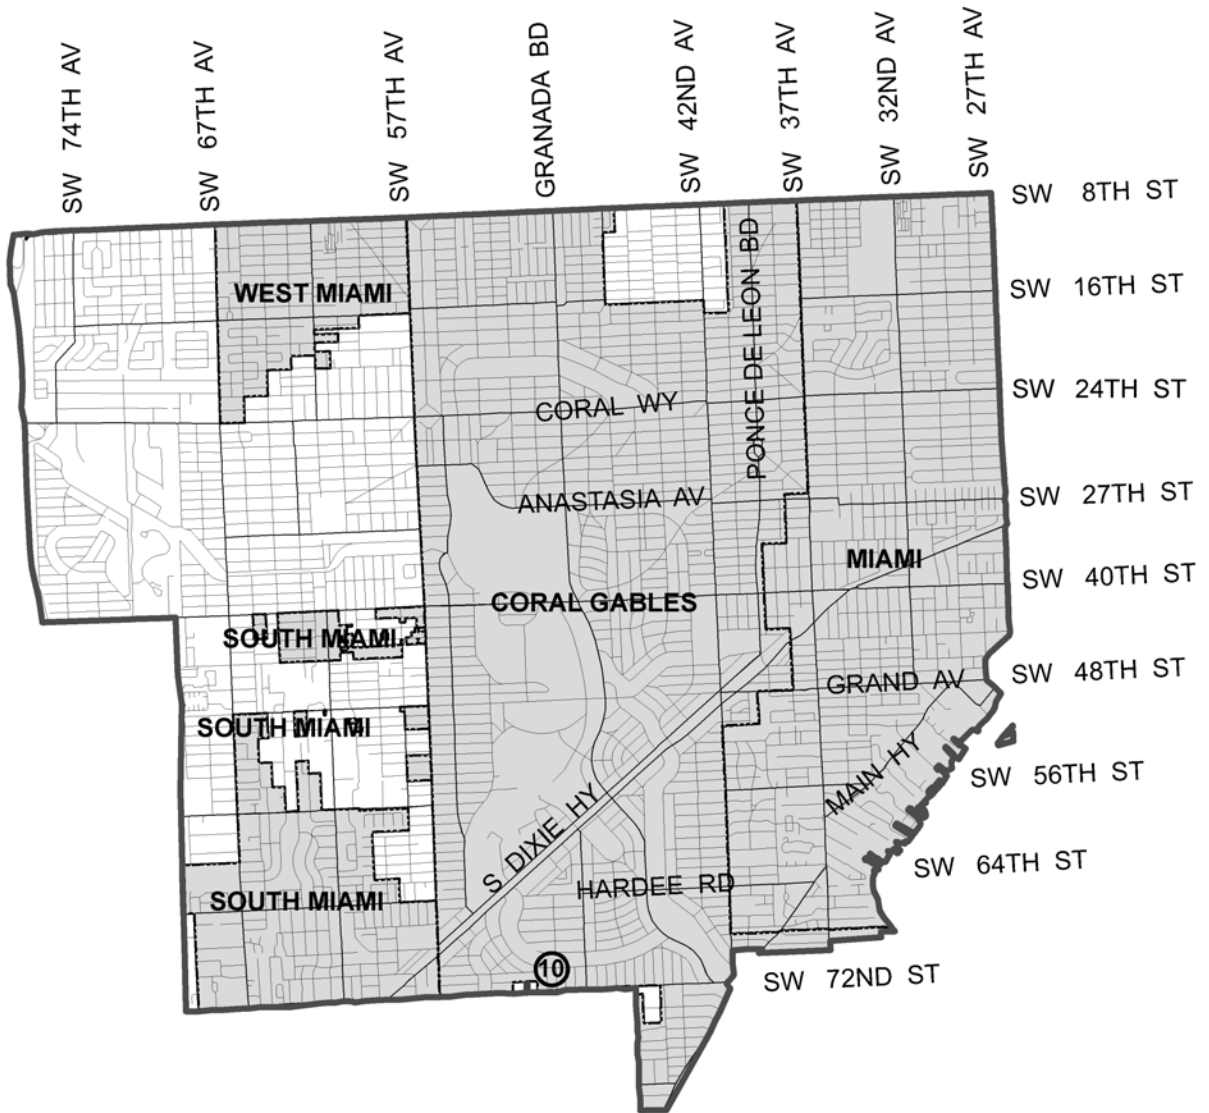 SW 74TH AV
SW 67TH AV
SW 57TH AV
GRANADA BD
SW 42ND AV
SW 37TH AV
SW 32ND AV
SW 27TH AV
SW 8TH ST
WEST MIAMI
PONCE DE LEON BD
SW 16TH ST
SW 24TH ST
CORAL WY
ANASTASIA AV
SW 27TH ST
MIAMI
SW 40TH ST
CORAL GABLES
SOUTH MIAMI
GRAND AV
SW 48TH ST
SOUTH MIAMI
MAIN HY
SW 56TH ST
S DIXIE HY
SW 64TH ST
HARDEE RD
SOUTH MIAMI
10
SW 72ND ST